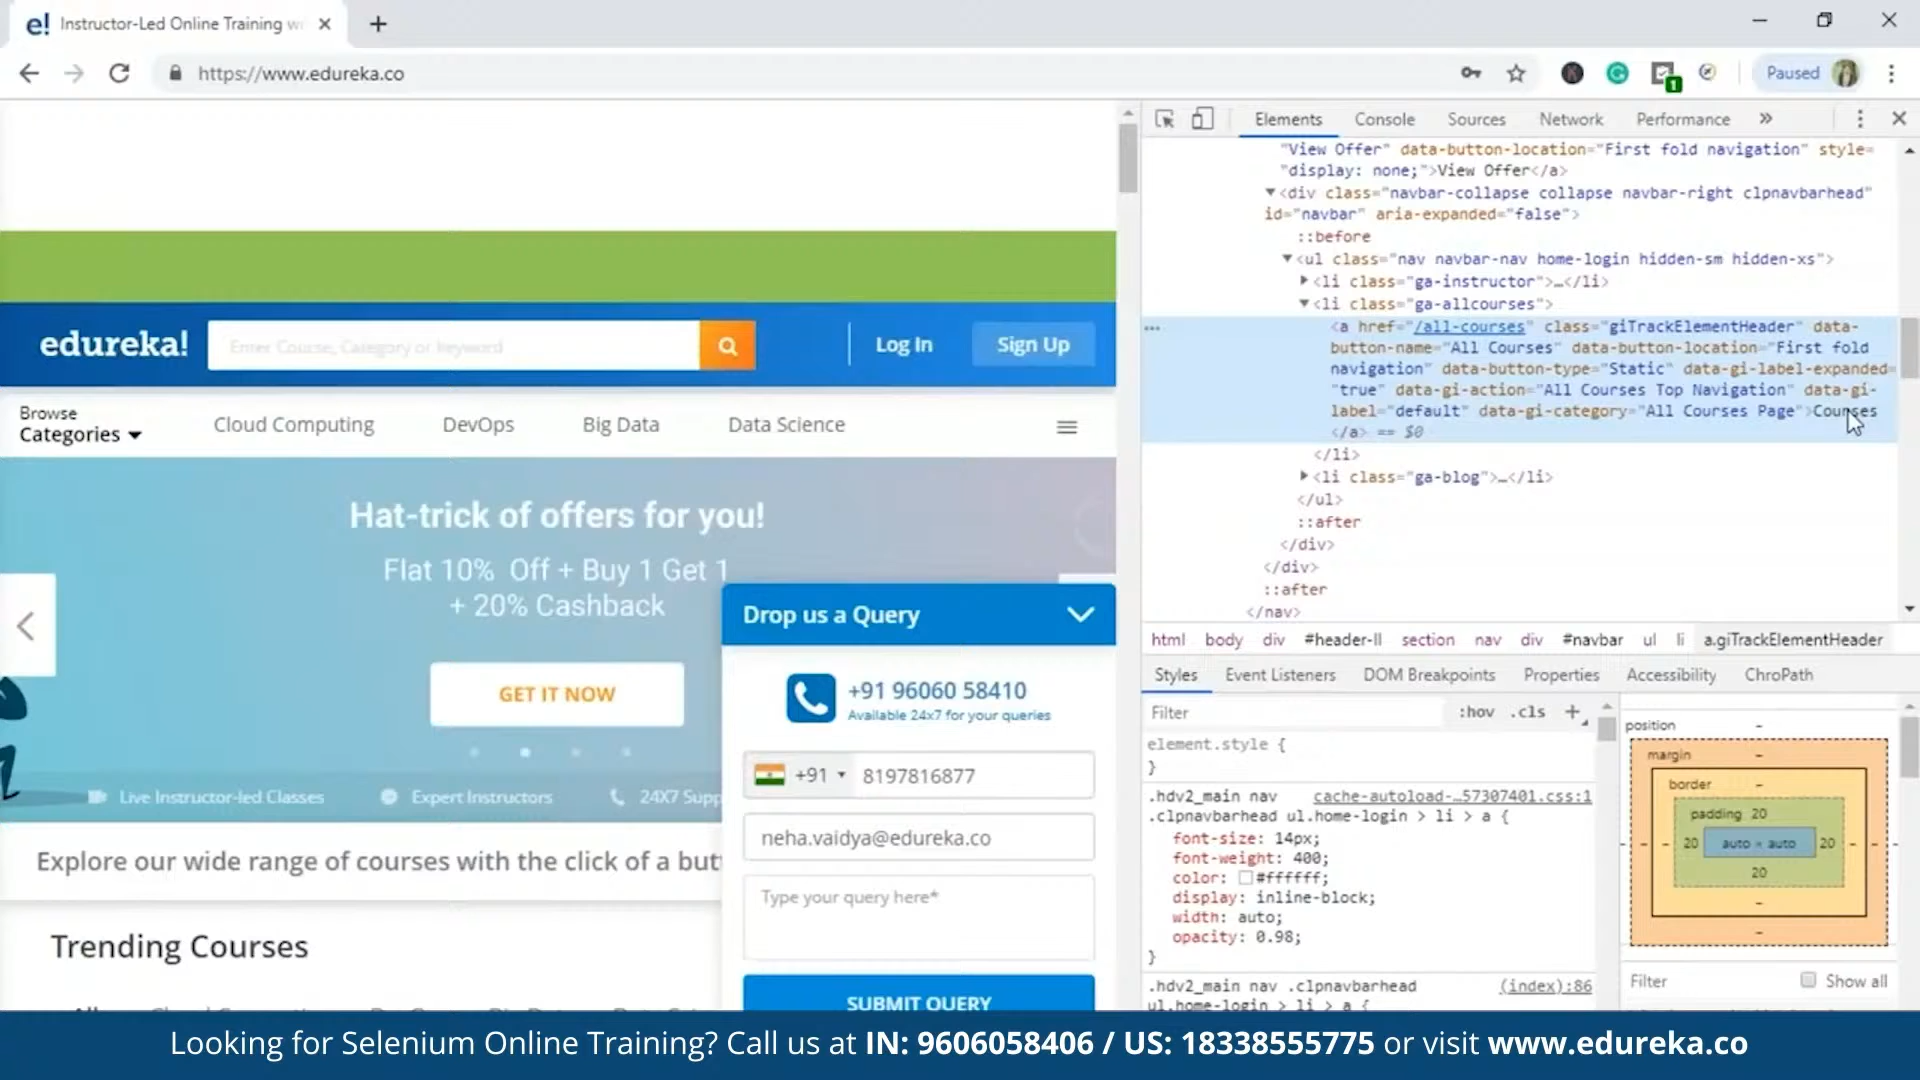 e! Instructor-Led Online Training wi
https://www.edureka.co
Paused
1
edureka!
Enter Course, Category or keyword
Log In
Sign Up
Browse
Categories
Cloud Computing
DevOps
Big Data
Data Science
Hat-trick of offers for you!
Flat 10% Off + Buy 1 Get 1
+ 20% Cashback
GET IT NOW
Live Instructor-led Classes
Expert Instructors
24X7 Supp
Explore our wide range of courses with the click of a butt
Trending Courses
Drop us a Query
+91 96060 58410
Available 24x7 for your queries
+91
8197816877
neha.vaidya@edureka.co
Type your query here*
SUBMIT QUERY
Elements
Console
Sources
Network
Performance
"View Offer" data-button-location="First fold navigation" style=
"display: none;">View Offer</a>
<div class="navbar-collapse collapse navbar-right clpnavbarhead"
id="navbar" aria-expanded="false">
::before
<ul class="nav navbar-nav home-login hidden-sm hidden-xs">
<li class="ga-instructor">…</li>
<li class="ga-allcourses">
<a href="/all-courses" class="giTrackElementHeader" data-
button-name="All Courses" data-button-location="First fold
navigation" data-button-type="Static" data-gi-label-expanded=
"true" data-gi-action="All Courses Top Navigation" data-gi-
label="default" data-gi-category="All Courses Page">Courses
</a> == $0
</li>
<li class="ga-blog">…</li>
</ul>
::after
</div>
</div>
::after
</nav>
html body div #header-II section nav div #navbar ul li a.giTrackElementHeader
Styles
Event Listeners
DOM Breakpoints
Properties
Accessibility
ChroPath
Filter
:hov .cls +
element.style {
}
.hdv2_main nav cache-autoload-…57307401.css:1
.clpnavbarhead ul.home-login > li > a {
font-size: 14px;
font-weight: 400;
color: #ffffff;
display: inline-block;
width: auto;
opacity: 0.98;
}
.hdv2_main nav .clpnavbarhead (index):86
ul.home-login > li > a {
position -
margin -
border -
padding 20
20 auto × auto 20
20
-
-
Filter
Show all
Looking for Selenium Online Training? Call us at IN: 9606058406 / US: 18338555775 or visit www.edureka.co